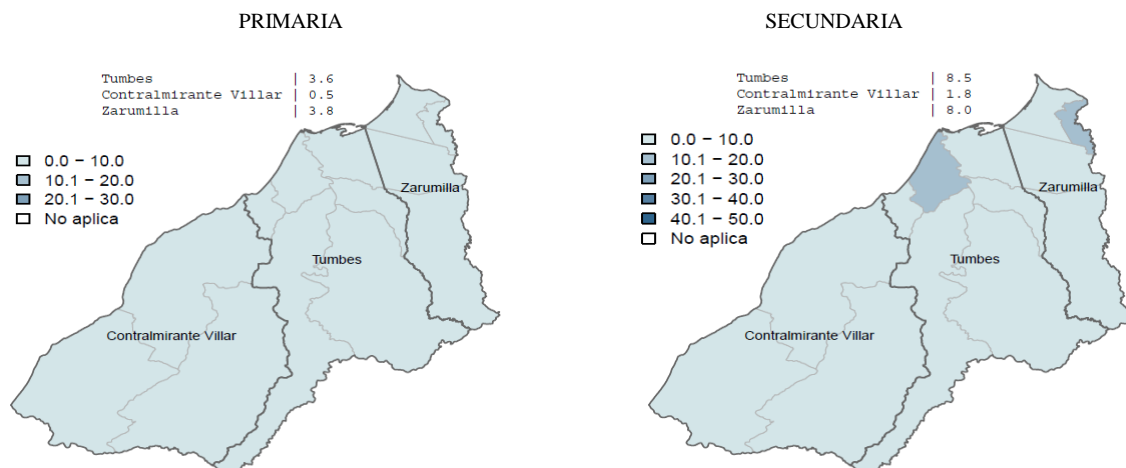 PRIMARIA
Tumbes | 3.6
Contralmirante Villar | 0.5
Zarumilla | 3.8
0.0 − 10.0
10.1 − 20.0
20.1 − 30.0
No aplica
Zarumilla
Tumbes
Contralmirante Villar
SECUNDARIA
Tumbes | 8.5
Contralmirante Villar | 1.8
Zarumilla | 8.0
0.0 − 10.0
10.1 − 20.0
20.1 − 30.0
30.1 − 40.0
40.1 − 50.0
No aplica
Zarumilla
Tumbes
Contralmirante Villar